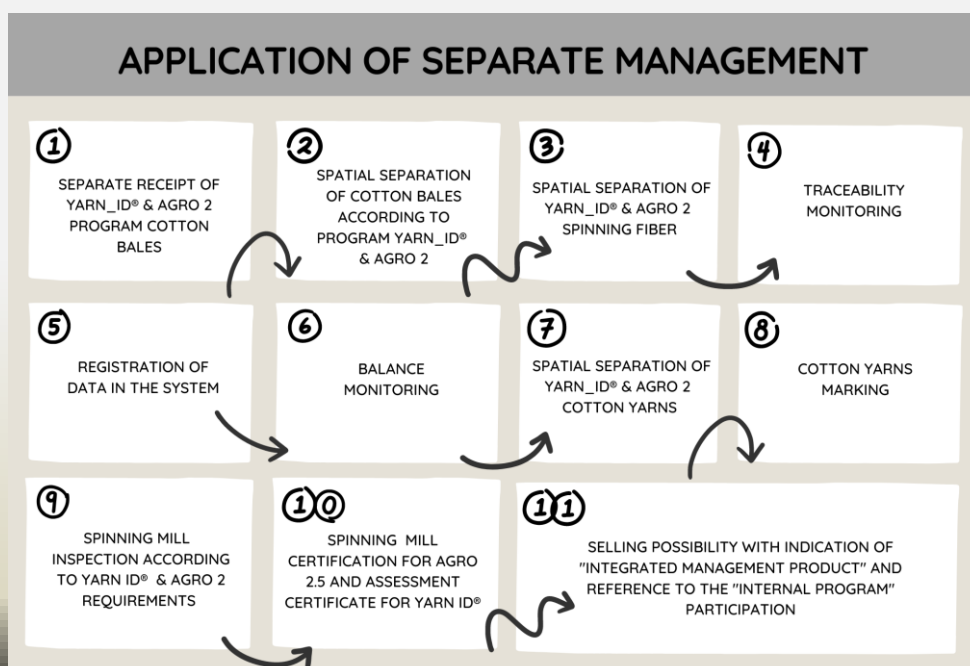 APPLICATION OF SEPARATE MANAGEMENT
1
SEPARATE RECEIPT OF
YARN_ID® & AGRO 2
PROGRAM COTTON
BALES
2
SPATIAL SEPARATION
OF COTTON BALES
ACCORDING TO
PROGRAM YARN_ID®
& AGRO 2
3
SPATIAL SEPARATION OF
YARN_ID® & AGRO 2
SPINNING FIBER
4
TRACEABILITY
MONITORING
5
REGISTRATION OF
DATA IN THE SYSTEM
6
BALANCE
MONITORING
7
SPATIAL SEPARATION OF
YARN_ID® & AGRO 2
COTTON YARNS
8
COTTON YARNS
MARKING
9
SPINNING MILL
INSPECTION ACCORDING
TO YARN ID® & AGRO 2
REQUIREMENTS
10
SPINNING MILL
CERTIFICATION FOR AGRO
2.5 AND ASSESSMENT
CERTIFICATE FOR YARN ID®
11
SELLING POSSIBILITY WITH INDICATION OF
"INTEGRATED MANAGEMENT PRODUCT" AND
REFERENCE TO THE "INTERNAL PROGRAM"
PARTICIPATION